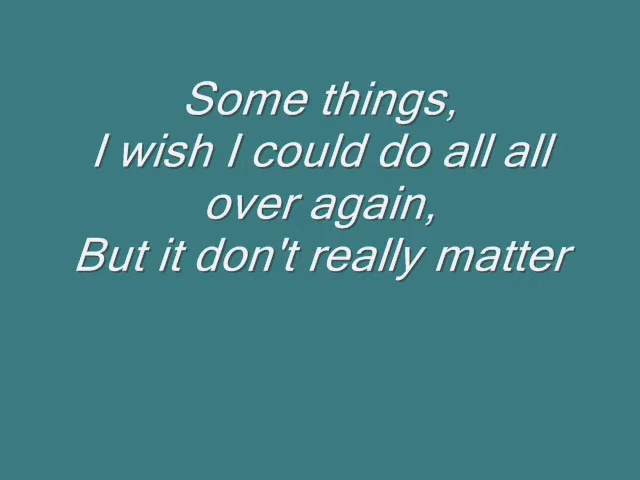 Some things,
I wish I could do all all
over again,
But it don't really matter